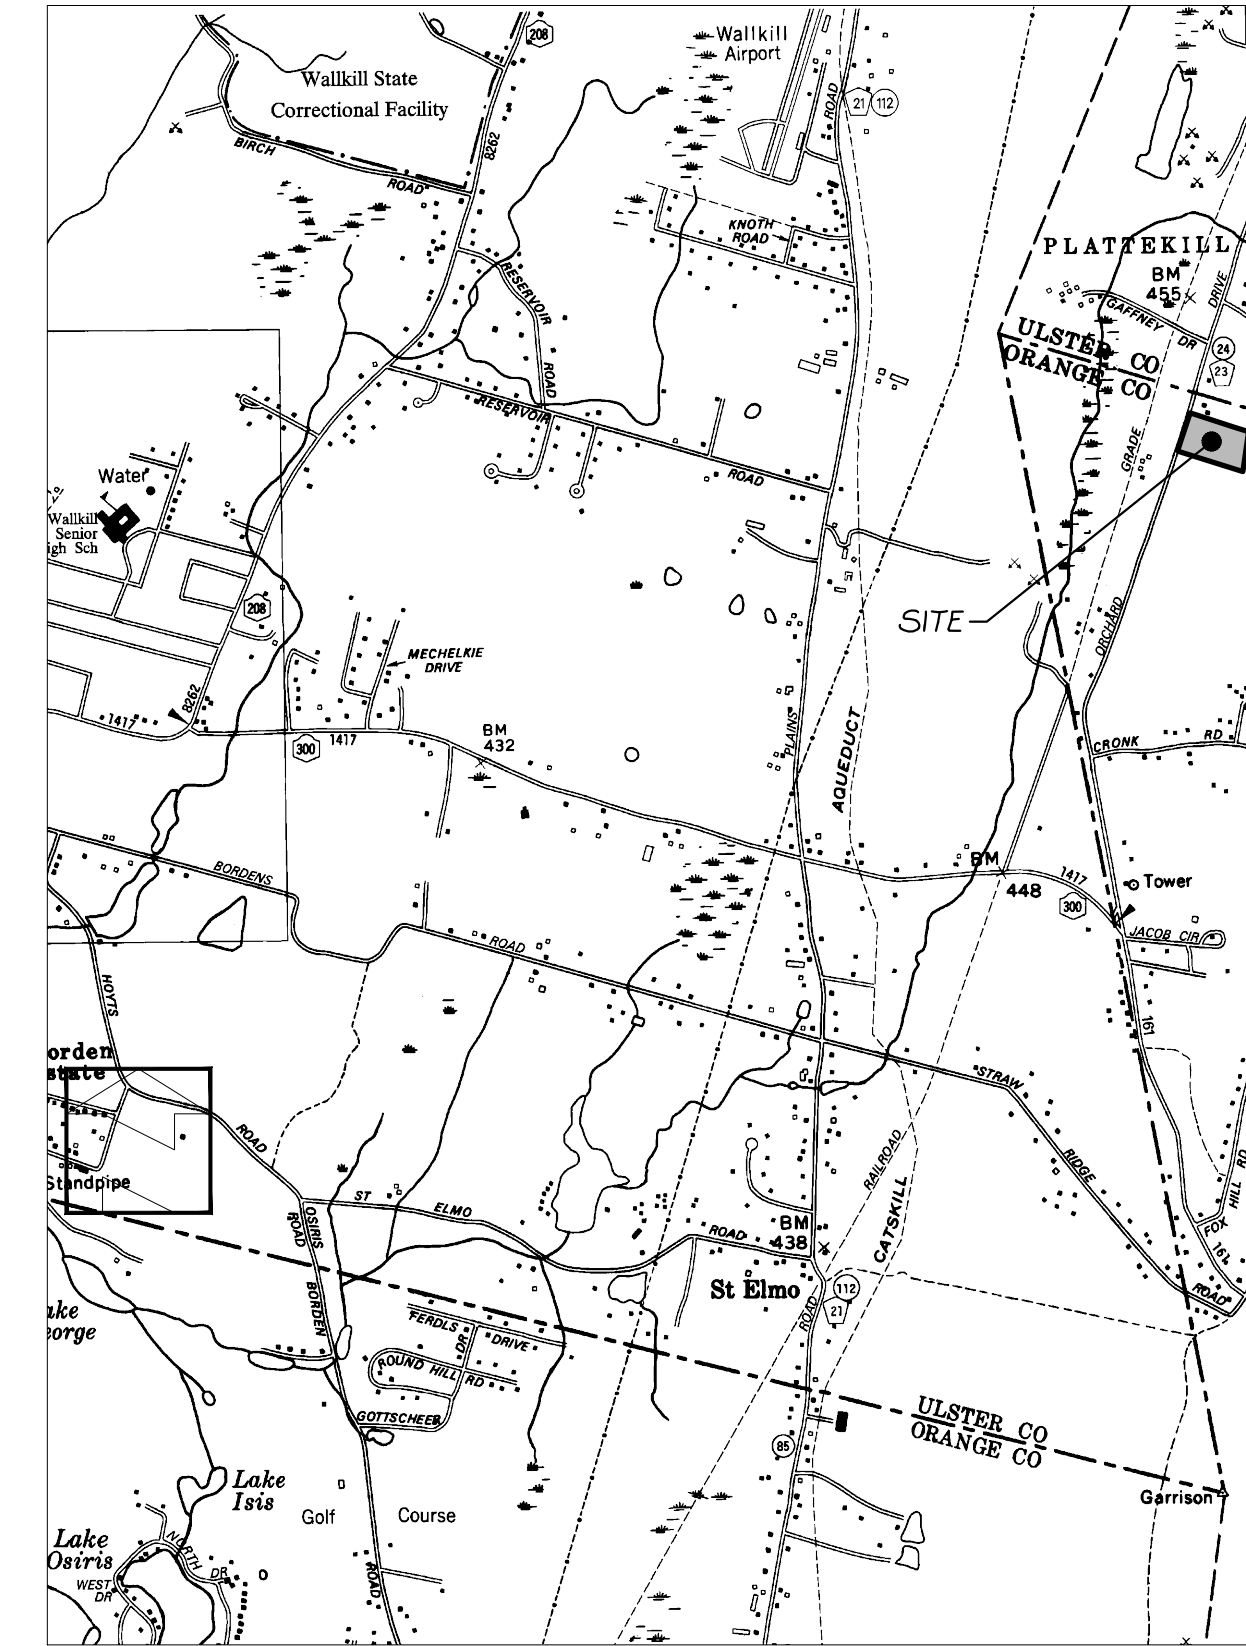 208
Wallkill
Airport
Wallkill State
Correctional Facility
ROAD
21
112
8262
BIRCH
ROAD
KNOTH
ROAD
PLATTEKILL
BM
455
DRIVE
GAFFNEY
DR
RESERVOIR
ROAD
ULSTER CO
ORANGE CO
24
23
RESERVOIR
ROAD
GRADE
Water
Wallkill
Senior
igh Sch
SITE
208
ORCHARD
MECHELKIE
DRIVE
8262
1417
300
1417
BM
432
PLAINS
AQUEDUCT
CRONK
RD
BORDENS
BM
448
1417
300
Tower
JACOB CIR
ROAD
HOYTS
161
orden
state
STRAW
ROAD
RIDGE
RAILROAD
HILL RD
Standpipe
ST
ELMO
ROAD
OSIRIS
ROAD
BM
438
CATSKILL
FOX
161
ROAD
St Elmo
112
21
ROAD
BORDEN
ake
eorge
FERDLS
DRIVE
DR
ROUND HILL RD
GOTTSCHEER
ULSTER CO
ORANGE CO
85
Garrison
Lake
Isis
Golf
Course
Lake
Osiris
NORTH
DR
WEST
DR
ROAD